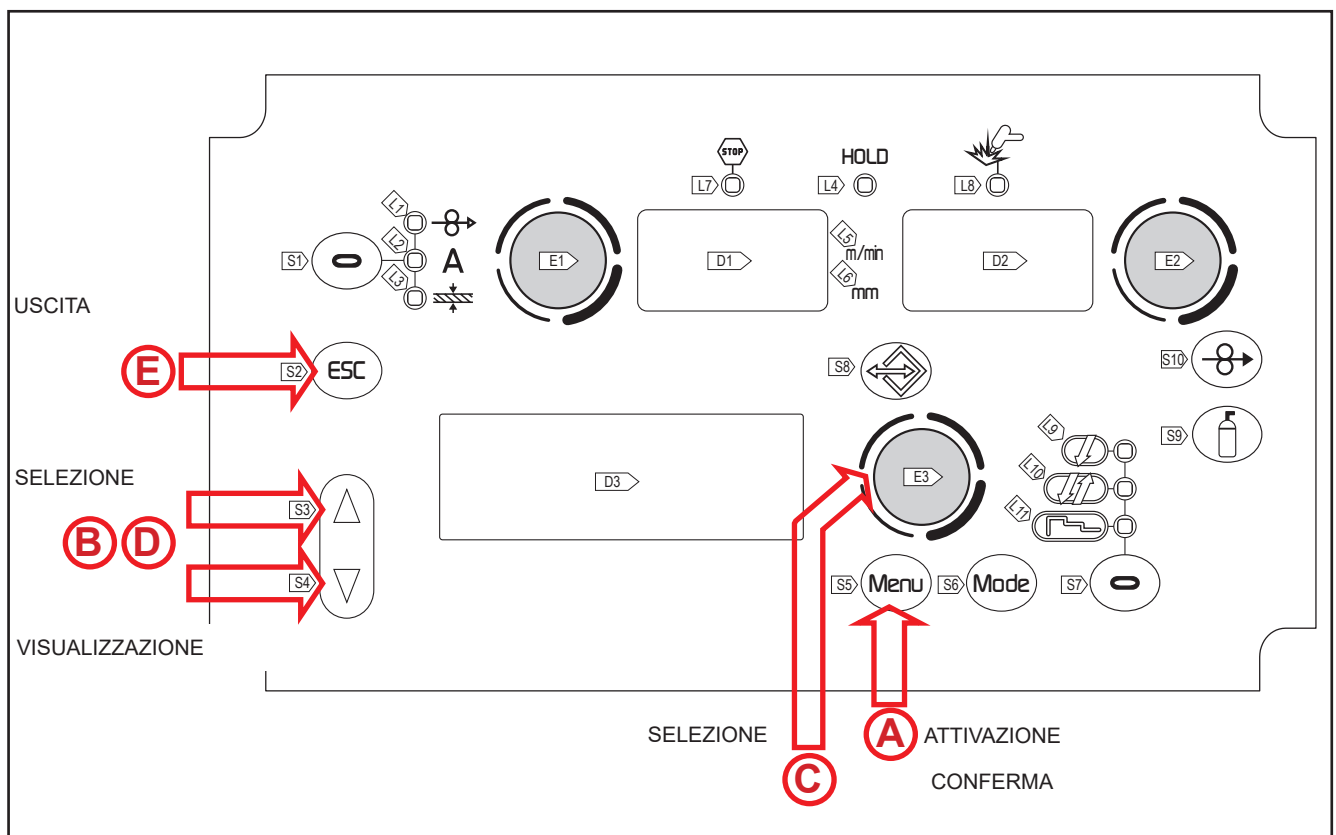 STOP
HOLD
L7
L4
L8
L1
L2
L3
S1
A
E1
D1
L5
m/min
L6
mm
D2
E2
USCITA
E
S2
ESC
S8
S10
S9
SELEZIONE
D3
E3
L9
L10
L11
S3
B D
S4
S5
Menu
S6
Mode
S7
VISUALIZZAZIONE
SELEZIONE
A
ATTIVAZIONE
C
CONFERMA